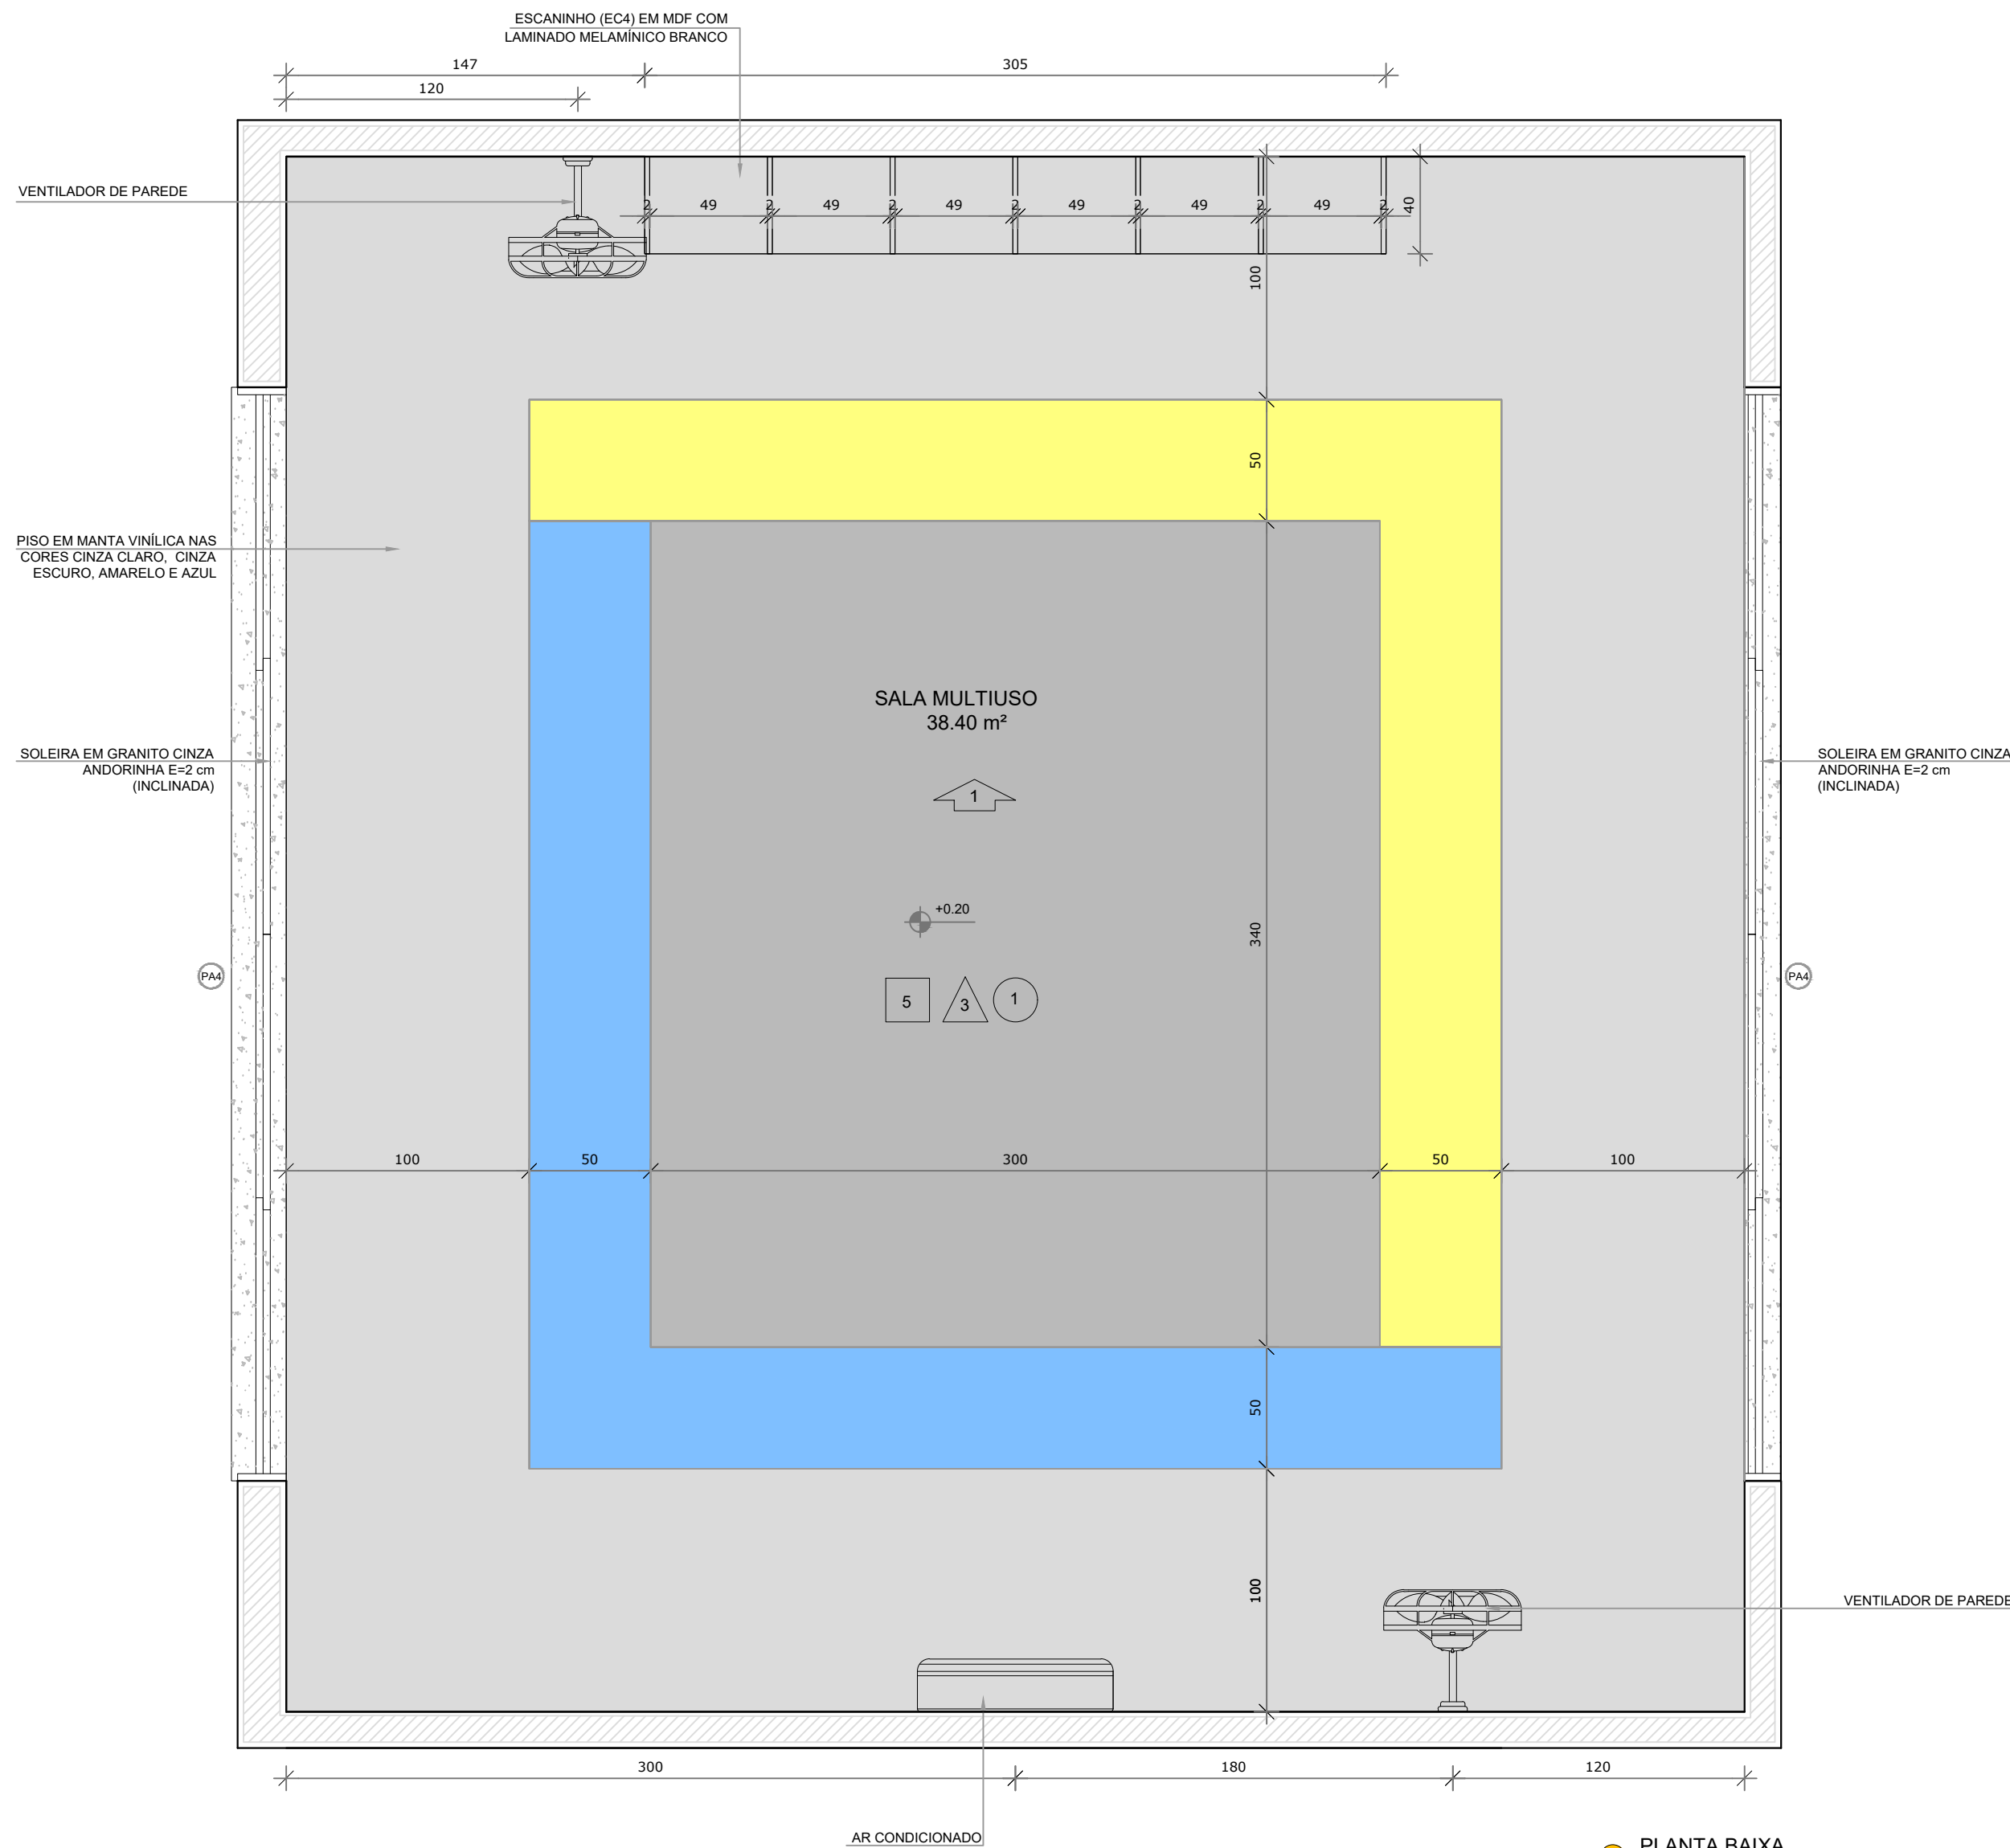 ESCANINHO (EC4) EM MDF COM
LAMINADO MELAMÍNICO BRANCO
147
305
120
VENTILADOR DE PAREDE
2 49 2 49 2 49 2 49 2 49 2 49 2
40
100
50
PISO EM MANTA VINÍLICA NAS
CORES CINZA CLARO, CINZA
ESCURO, AMARELO E AZUL
SALA MULTIUSO
38.40 m²
SOLEIRA EM GRANITO CINZA
ANDORINHA E=2 cm
(INCLINADA)
SOLEIRA EM GRANITO CINZA
ANDORINHA E=2 cm
(INCLINADA)
1
+0.20
340
PA4
PA4
5 3 1
100 50 300 50 100
50
100
VENTILADOR DE PAREDE
300 180 120
AR CONDICIONADO
PLANTA BAIXA